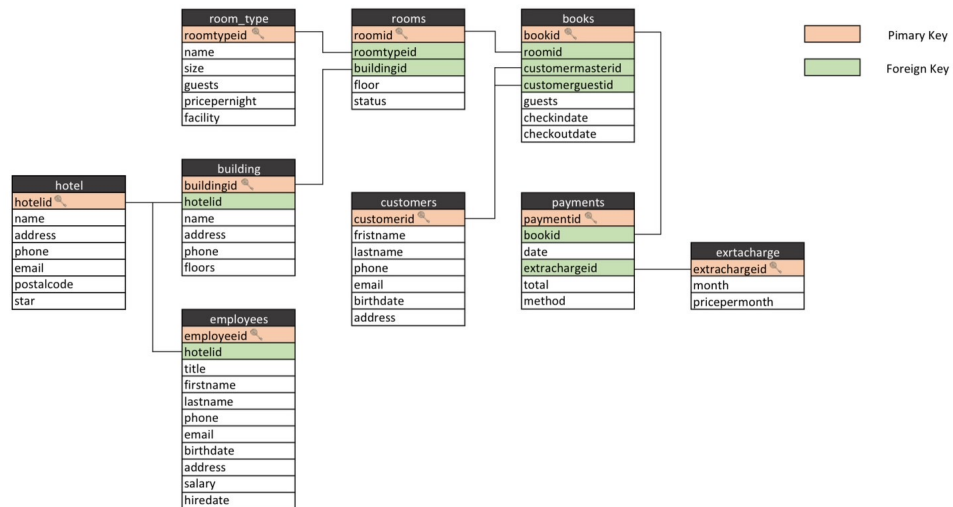 room_type
roomtypeid
name
size
guests
pricepernight
facility
rooms
roomid
roomtypeid
buildingid
floor
status
books
bookid
roomid
customermasterid
customerguestid
guests
checkindate
checkoutdate
Pimary Key
Foreign Key
hotel
hotelid
name
address
phone
email
postalcode
star
building
buildingid
hotelid
name
address
phone
floors
customers
customerid
fristname
lastname
phone
email
birthdate
address
payments
paymentid
bookid
date
extrachargeid
total
method
exrtacharge
extrachargeid
month
pricepermonth
employees
employeeid
hotelid
title
firstname
lastname
phone
email
birthdate
address
salary
hiredate